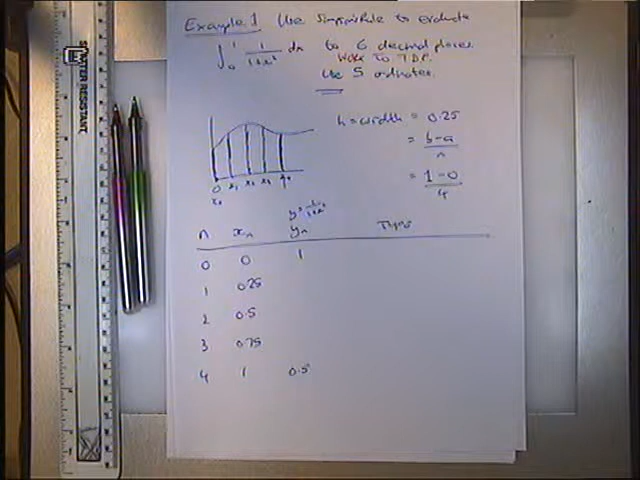 Example 1 Use Simpson's Rule to evaluate
∫₀¹ 1/(1+x²) dx to 6 decimal places.
Work to 7 D.P.
Use 5 ordinates.
h = width = 0.25
= b-a/n
= 1-0/4
0 x₁ x₂ x₃ x₄
x₀
y=1/(1+x²)
n xₙ yₙ Type
0 0 1
1 0.25
2 0.5
3 0.75
4 1 0.5
SHATTER RESISTANT